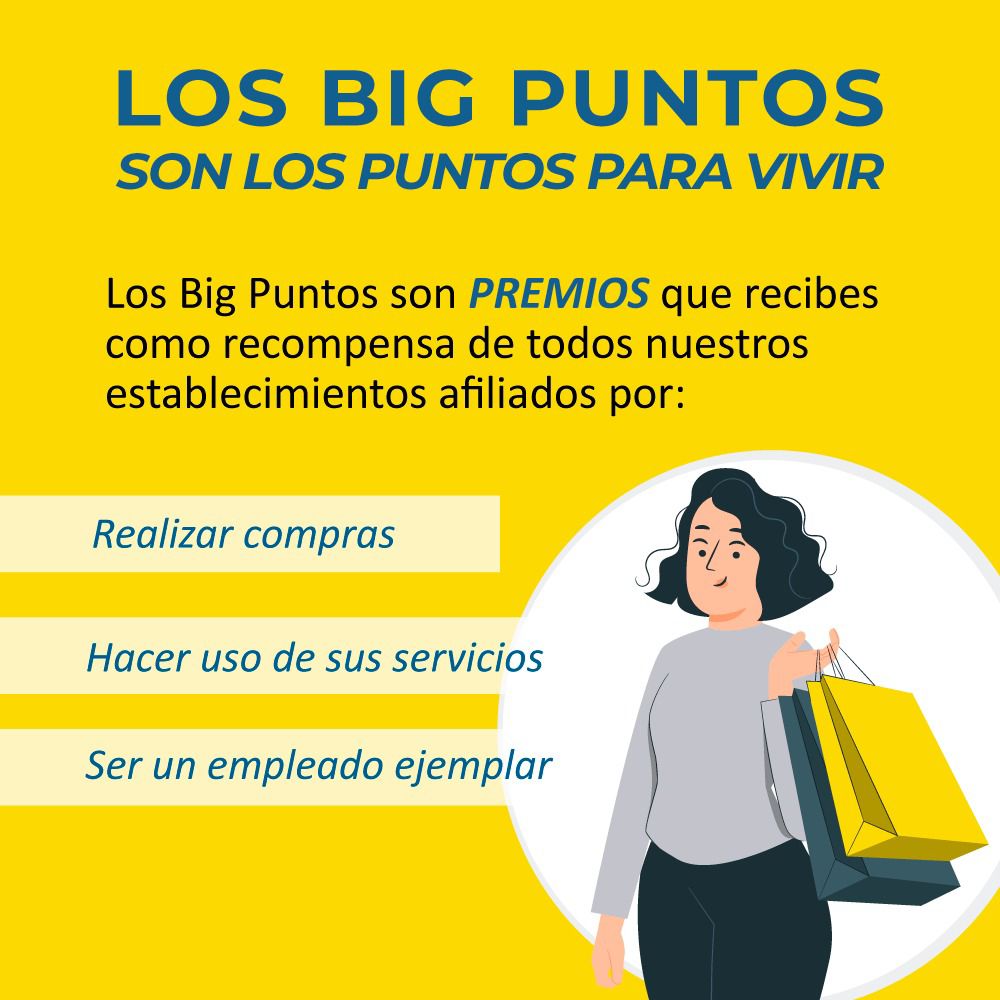 LOS BIG PUNTOS
SON LOS PUNTOS PARA VIVIR
Los Big Puntos son PREMIOS que recibes
como recompensa de todos nuestros
establecimientos afiliados por:
Realizar compras
Hacer uso de sus servicios
Ser un empleado ejemplar